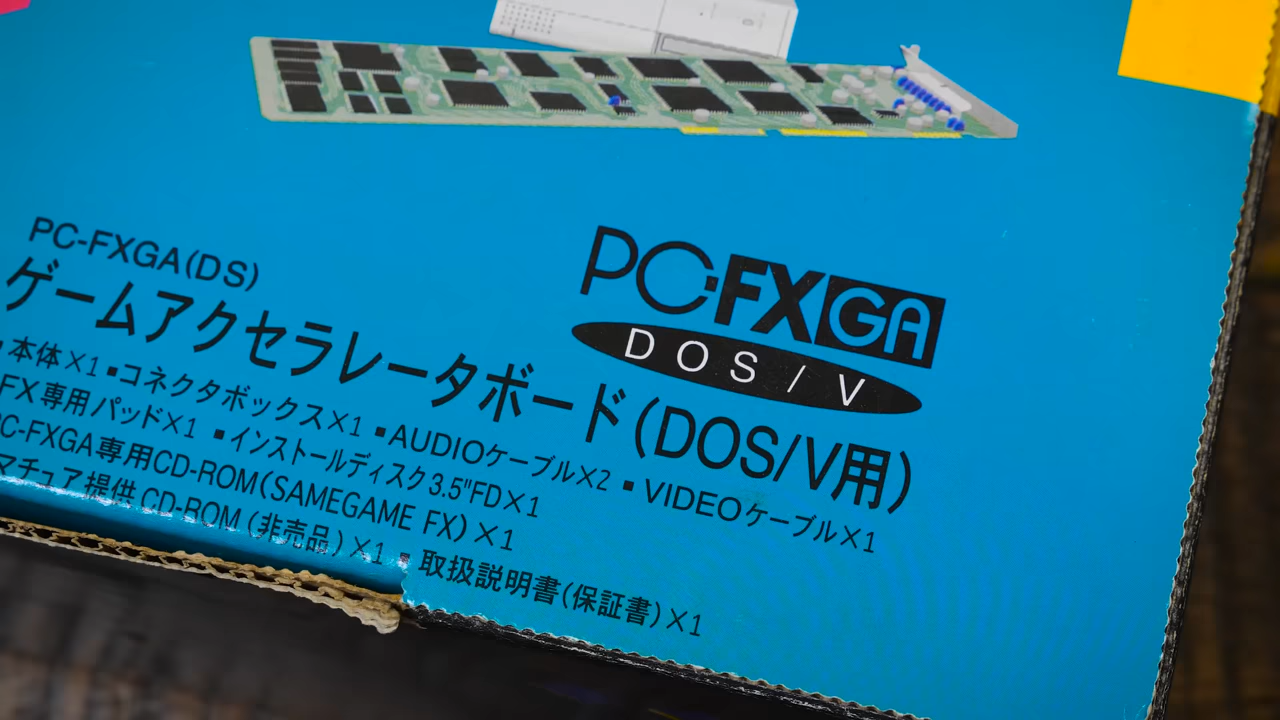 PC-FXGA(DS)
PC-FXGA
DOS/V
ゲームアクセラレータボード(DOS/V用)
本体×1 ▪コネクタボックス×1 ▪AUDIOケーブル×2 ▪VIDEOケーブル×1
FX専用パッド×1 ▪インストールディスク3.5"FD×1
C-FXGA専用CD-ROM(SAMEGAME FX)×1
マチュア提供 CD-ROM(非売品)×1 ▪取扱説明書(保証書)×1